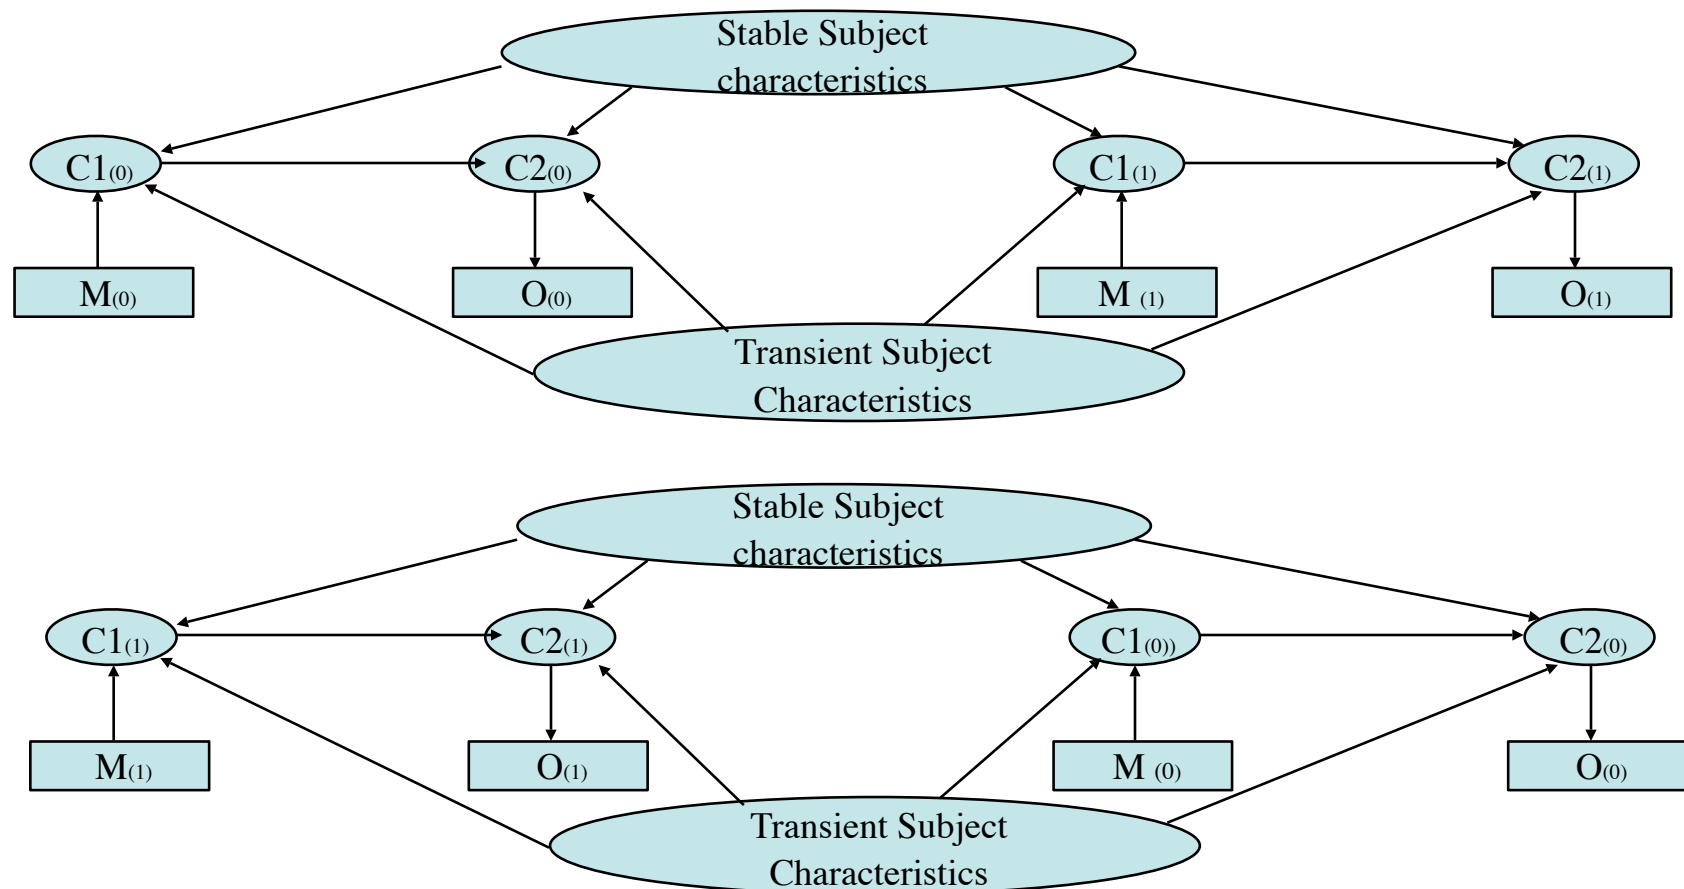 Stable Subject
characteristics
C1(0)
C2(0)
C1(1)
C2(1)
M(0)
O(0)
M (1)
O(1)
Transient Subject
Characteristics
Stable Subject
characteristics
C1(1)
C2(1)
C1(0))
C2(0)
M(1)
O(1)
M (0)
O(0)
Transient Subject
Characteristics